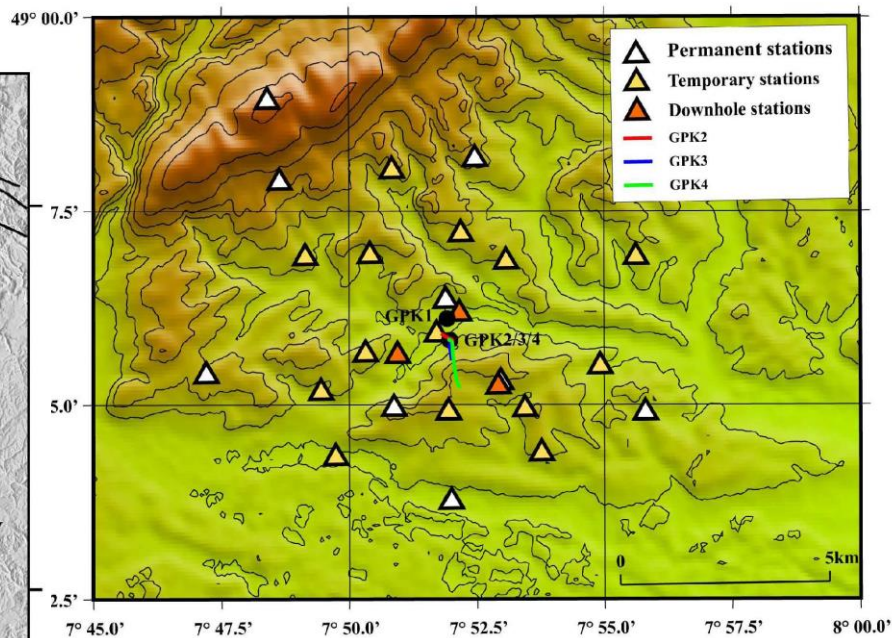 49° 00.0'
Permanent stations
Temporary stations
Downhole stations
GPK2
GPK3
GPK4
7.5'
GPK1
GPK2/3/4
5.0'
0
5km
2.5'
7° 45.0'
7° 47.5'
7° 50.0'
7° 52.5'
7° 55.0'
7° 57.5'
8° 00.0'